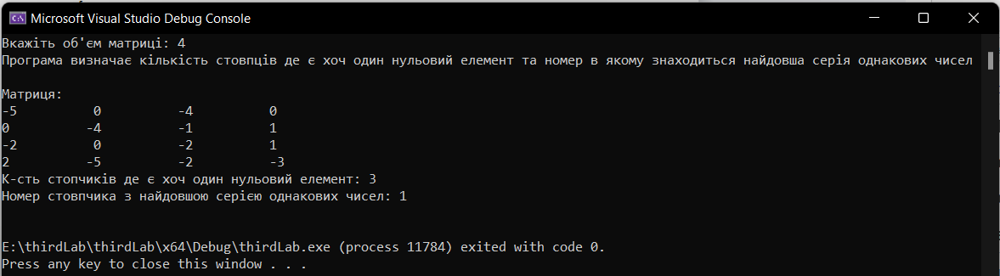 Microsoft Visual Studio Debug Console
Вкажіть об'єм матриці: 4
Програма визначає кількість стовпців де є хоч один нульовий елемент та номер в якому знаходиться найдовша серія однакових чисел
Матриця:
-5 0 -4 0
0 -4 -1 1
-2 0 -2 1
2 -5 -2 -3
К-сть стопчиків де є хоч один нульовий елемент: 3
Номер стовпчика з найдовшою серією однакових чисел: 1
E:\thirdLab\thirdLab\x64\Debug\thirdLab.exe (process 11784) exited with code 0.
Press any key to close this window . . .